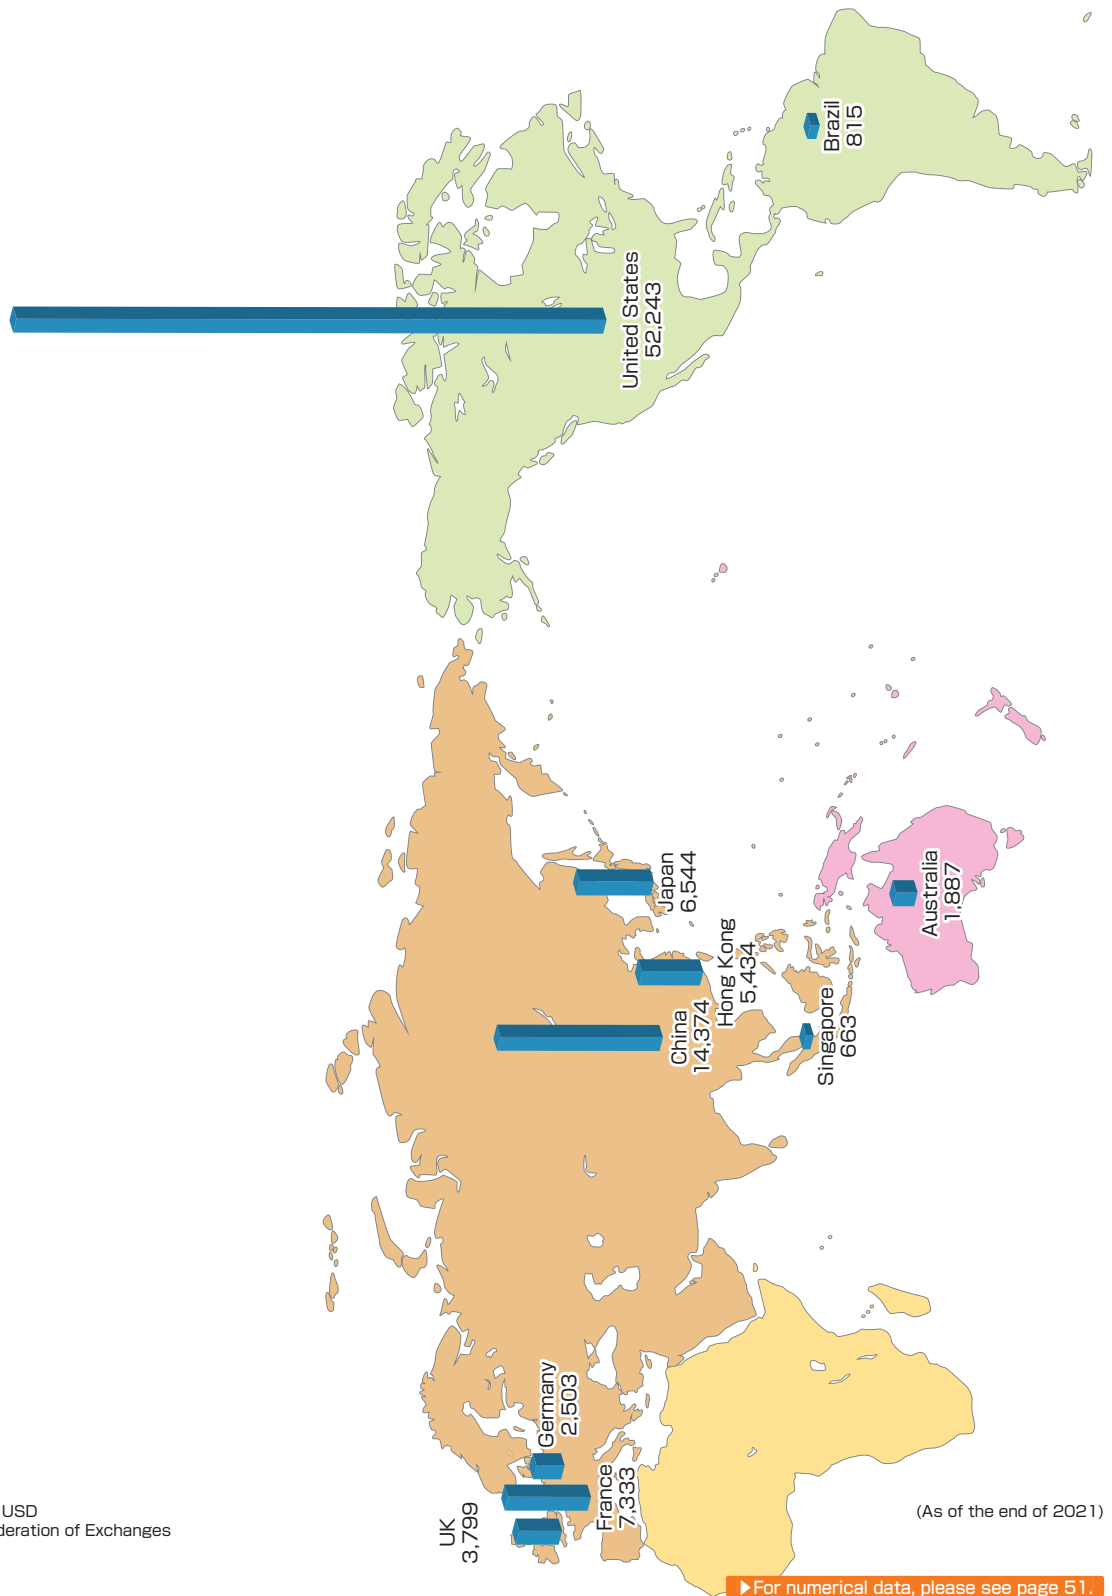 United States
52,243
Brazil
815
Japan
6,544
Hong Kong
5,434
China
14,374
Singapore
663
Australia
1,887
Germany
2,503
France
7,333
UK
3,799
USD
deration of Exchanges
(As of the end of 2021)
▶For numerical data, please see page 51.